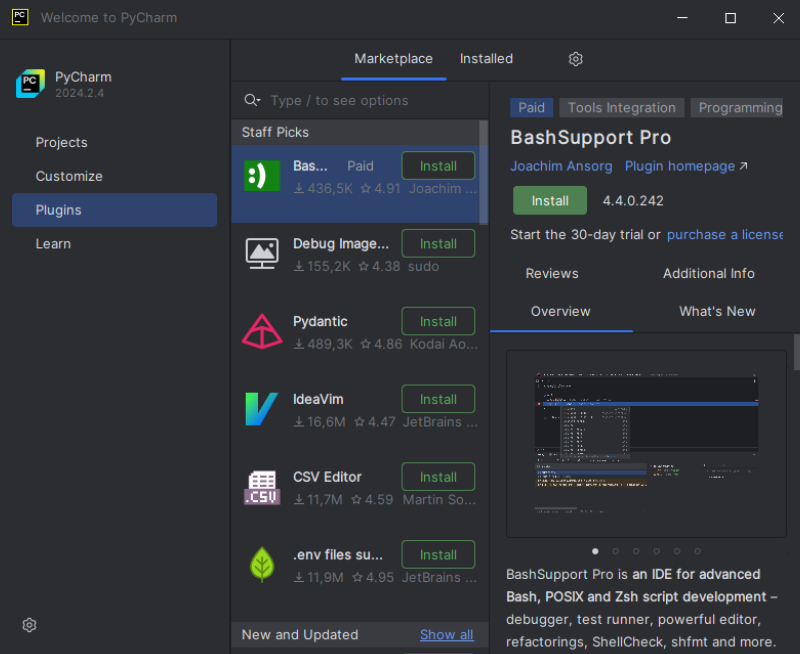 Welcome to PyCharm
PyCharm
2024.2.4
Projects
Customize
Plugins
Learn
Marketplace
Installed
Type / to see options
Staff Picks
Bas... Paid Install
436,5K 4.91 Joachim ...
Debug Image... Install
155,2K 4.38 sudo
Pydantic Install
489,3K 4.86 Kodai Ao...
IdeaVim Install
16,6M 4.47 JetBrains ...
CSV Editor Install
11,7M 4.59 Martin So...
.env files su... Install
11,9M 4.95 JetBrains ...
New and Updated Show all
Paid Tools Integration Programming
BashSupport Pro
Joachim Ansorg Plugin homepage ↗
Install 4.4.0.242
Start the 30-day trial or purchase a license
Reviews Additional Info
Overview What's New
BashSupport Pro is an IDE for advanced
Bash, POSIX and Zsh script development –
debugger, test runner, powerful editor,
refactorings, ShellCheck, shfmt and more.